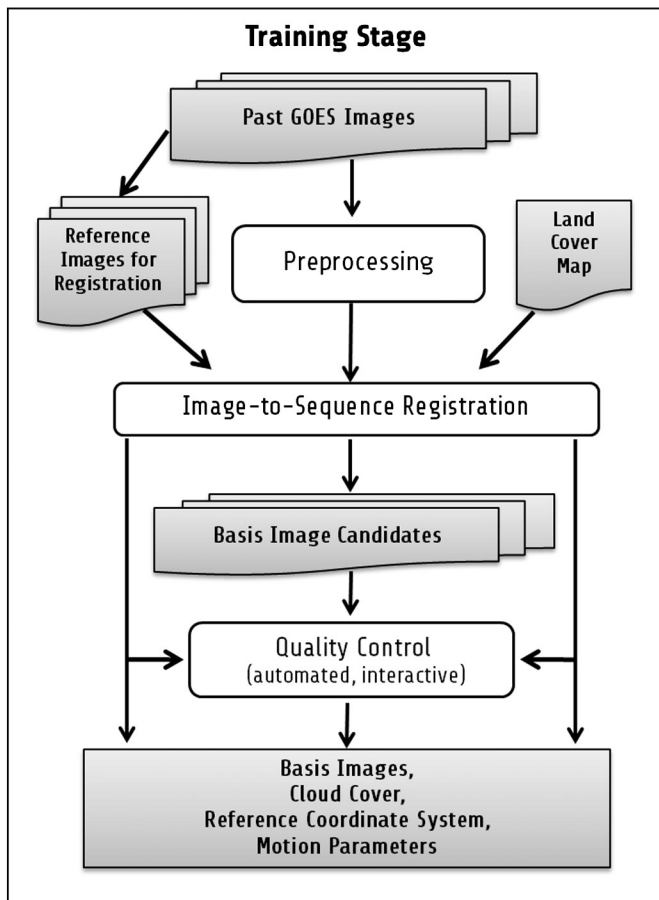 Training Stage
Past GOES Images
Reference
Images for
Registration
Preprocessing
Land
Cover
Map
Image-to-Sequence Registration
Basis Image Candidates
Quality Control
(automated, interactive)
Basis Images,
Cloud Cover,
Reference Coordinate System,
Motion Parameters